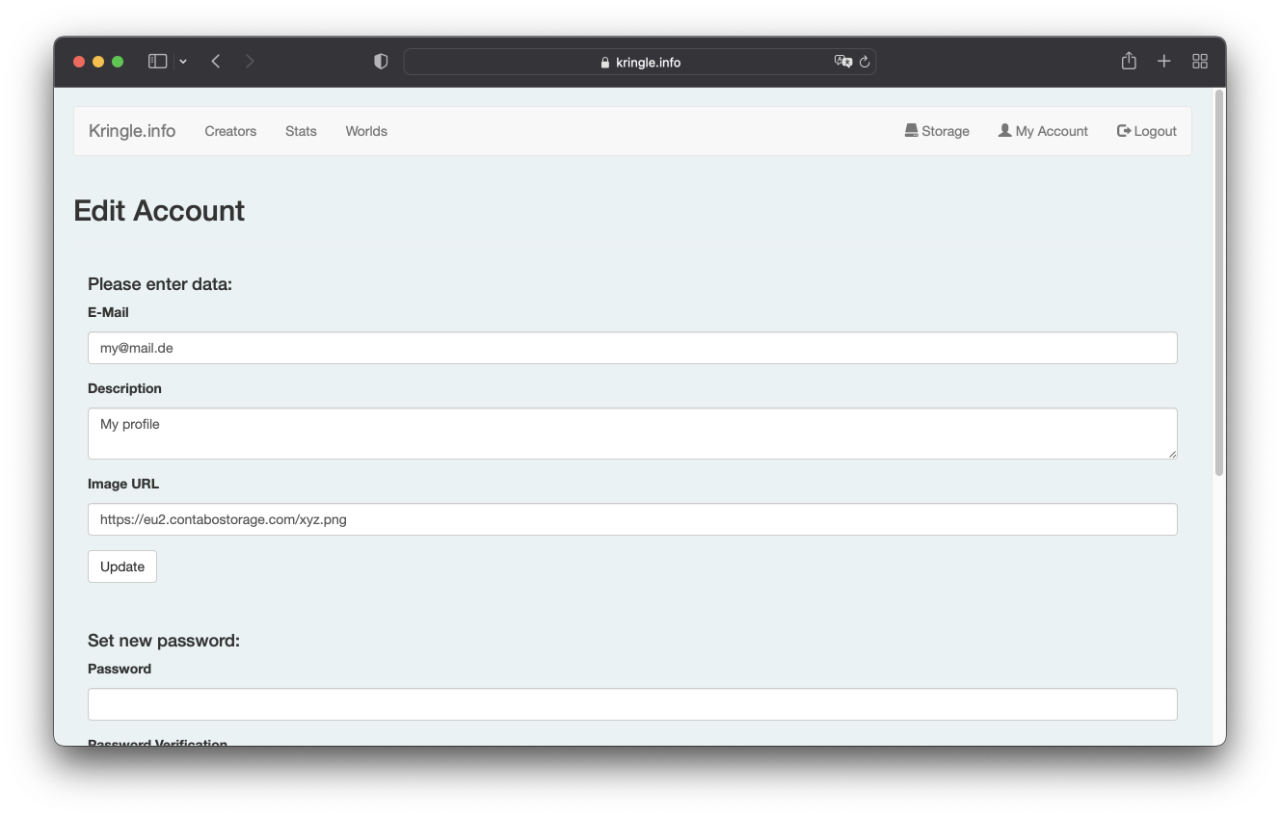 kringle.info
Kringle.info Creators Stats Worlds Storage My Account Logout
Edit Account
Please enter data:
E-Mail
my@mail.de
Description
My profile
Image URL
https://eu2.contabostorage.com/xyz.png
Update
Set new password:
Password
Password Verification